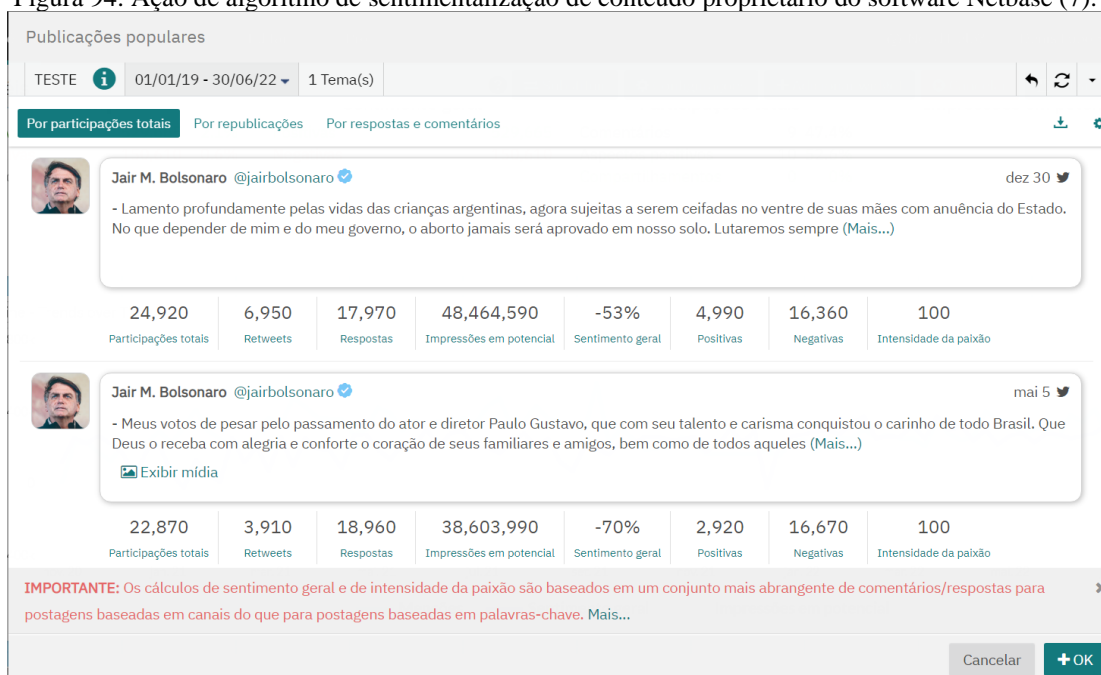 Figura 94: Ação de algoritmo de sentimentalização de conteúdo proprietário do software Netbase (7).
Publicações populares
TESTE i 01/01/19 - 30/06/22 1 Tema(s)
Por participações totais Por republicações Por respostas e comentários
Jair M. Bolsonaro @jairbolsonaro dez 30
- Lamento profundamente pelas vidas das crianças argentinas, agora sujeitas a serem ceifadas no ventre de suas mães com anuência do Estado.
No que depender de mim e do meu governo, o aborto jamais será aprovado em nosso solo. Lutaremos sempre (Mais...)
24,920 6,950 17,970 48,464,590 -53% 4,990 16,360 100
Participações totais Retweets Respostas Impressões em potencial Sentimento geral Positivas Negativas Intensidade da paixão
Jair M. Bolsonaro @jairbolsonaro mai 5
- Meus votos de pesar pelo passamento do ator e diretor Paulo Gustavo, que com seu talento e carisma conquistou o carinho de todo Brasil. Que
Deus o receba com alegria e conforte o coração de seus familiares e amigos, bem como de todos aqueles (Mais...)
Exibir mídia
22,870 3,910 18,960 38,603,990 -70% 2,920 16,670 100
Participações totais Retweets Respostas Impressões em potencial Sentimento geral Positivas Negativas Intensidade da paixão
IMPORTANTE: Os cálculos de sentimento geral e de intensidade da paixão são baseados em um conjunto mais abrangente de comentários/respostas para
postagens baseadas em canais do que para postagens baseadas em palavras-chave. Mais...
Cancelar +OK